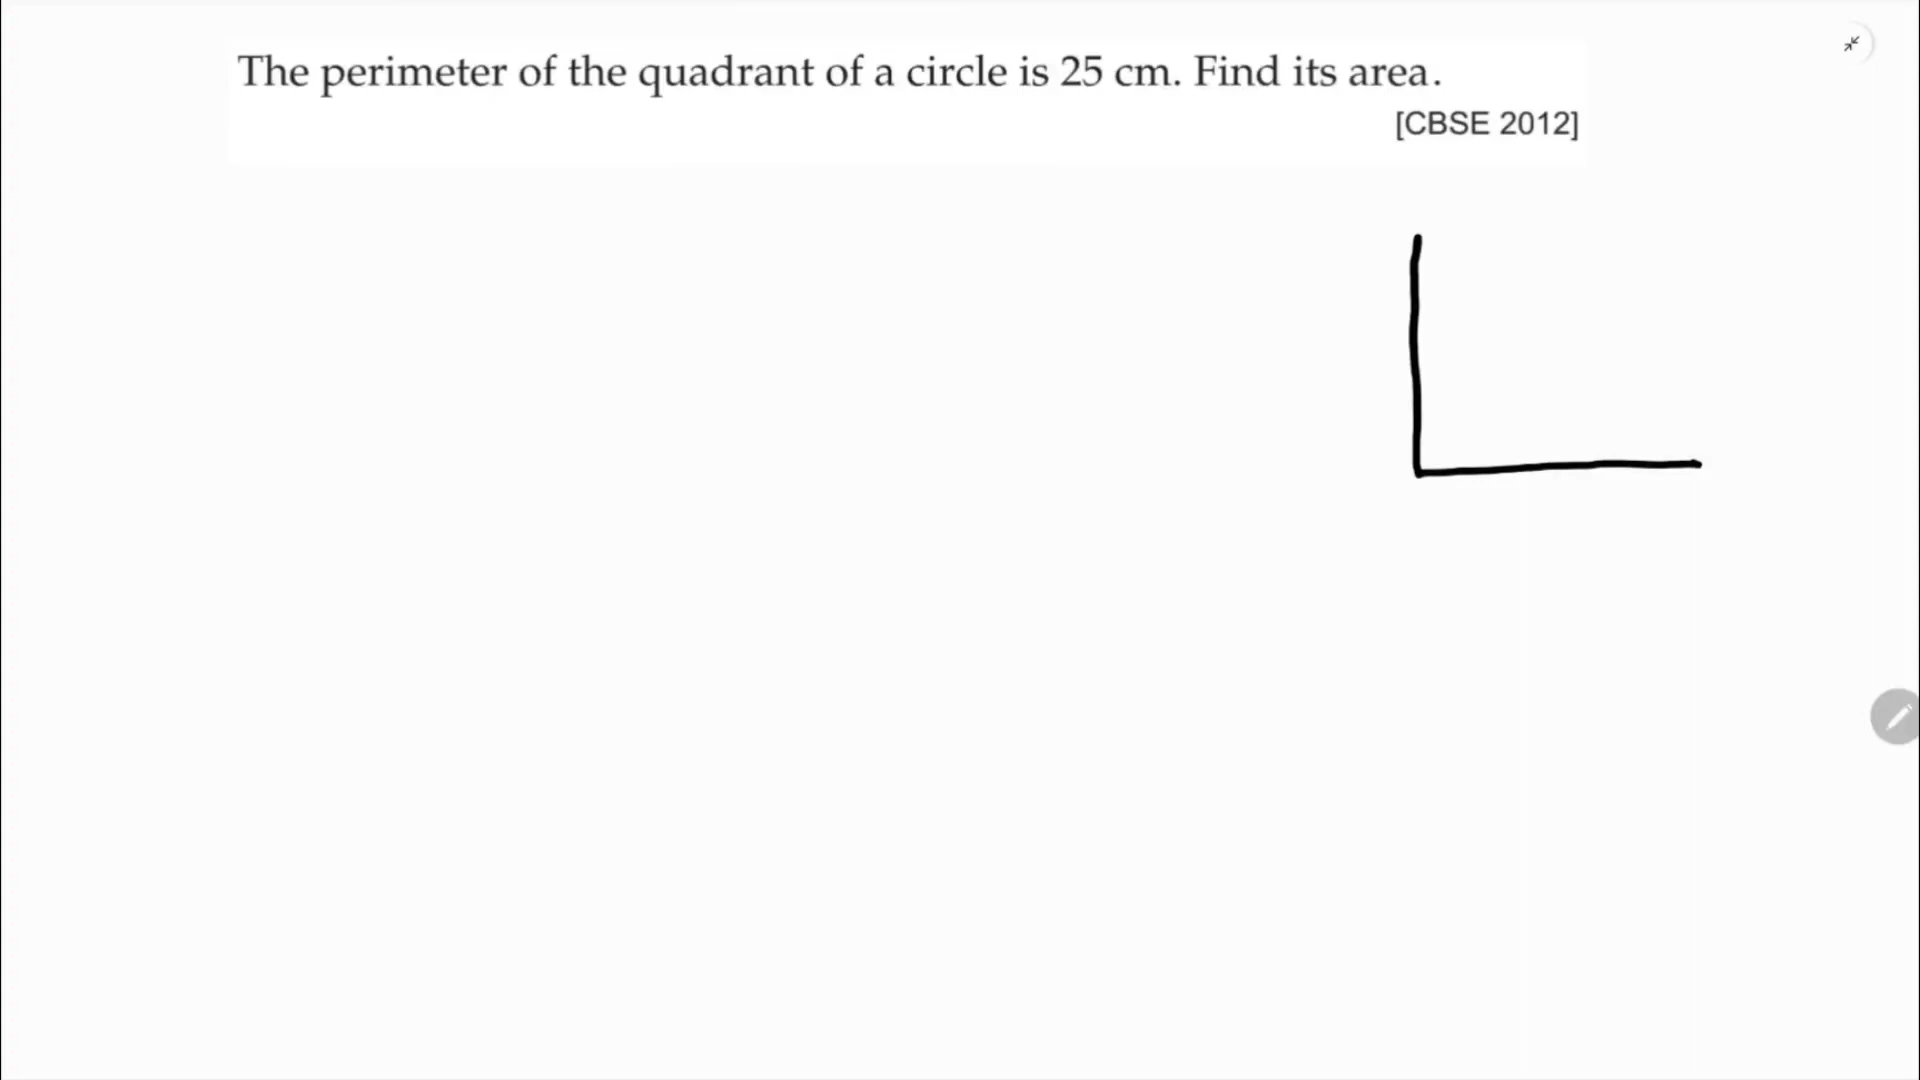 The perimeter of the quadrant of a circle is 25 cm. Find its area.
[CBSE 2012]